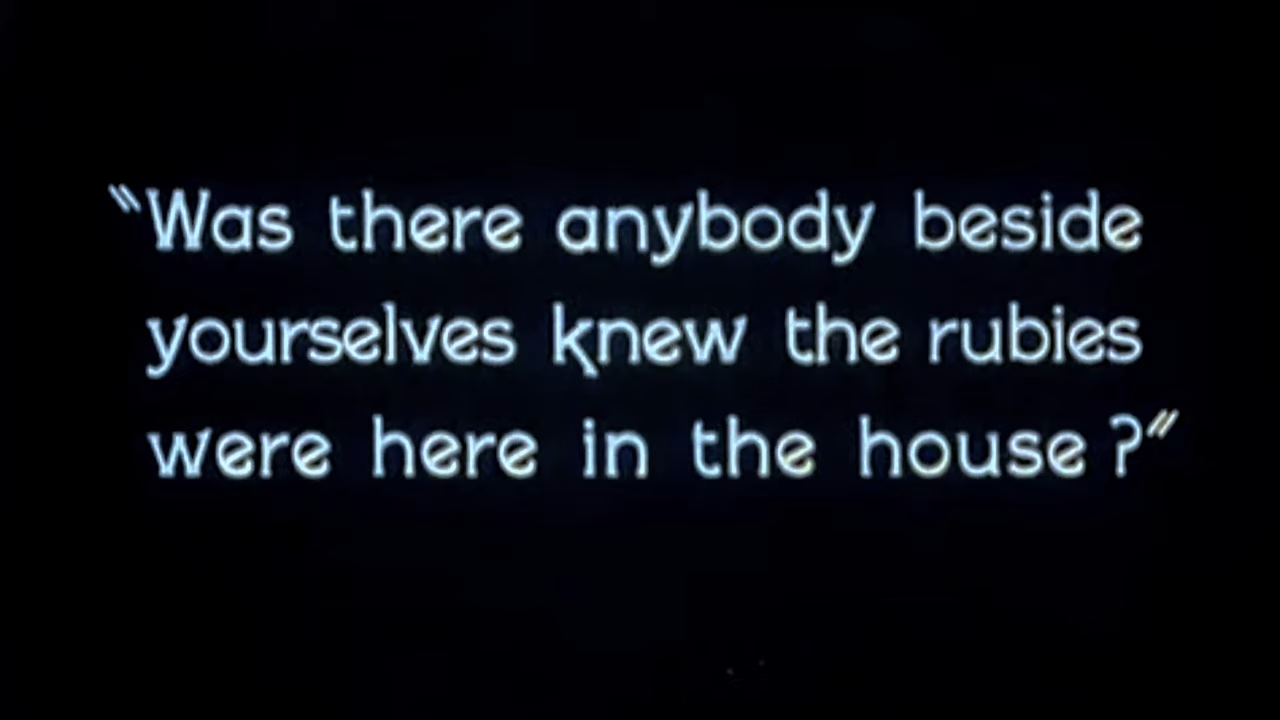 "Was there anybody beside
yourselves knew the rubies
were here in the house ?"